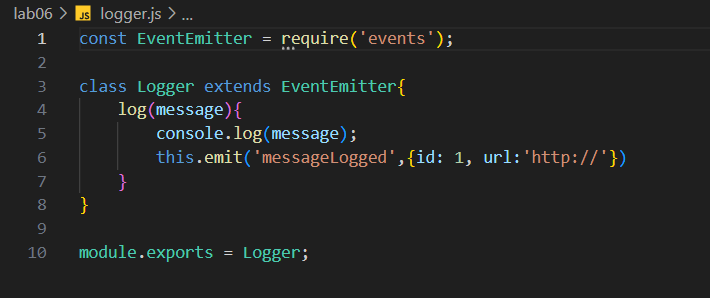 lab06 > JS logger.js > ...
1 const EventEmitter = require('events');
2
3 class Logger extends EventEmitter{
4 log(message){
5 console.log(message);
6 this.emit('messageLogged',{id: 1, url:'http://'})
7 }
8 }
9
10 module.exports = Logger;